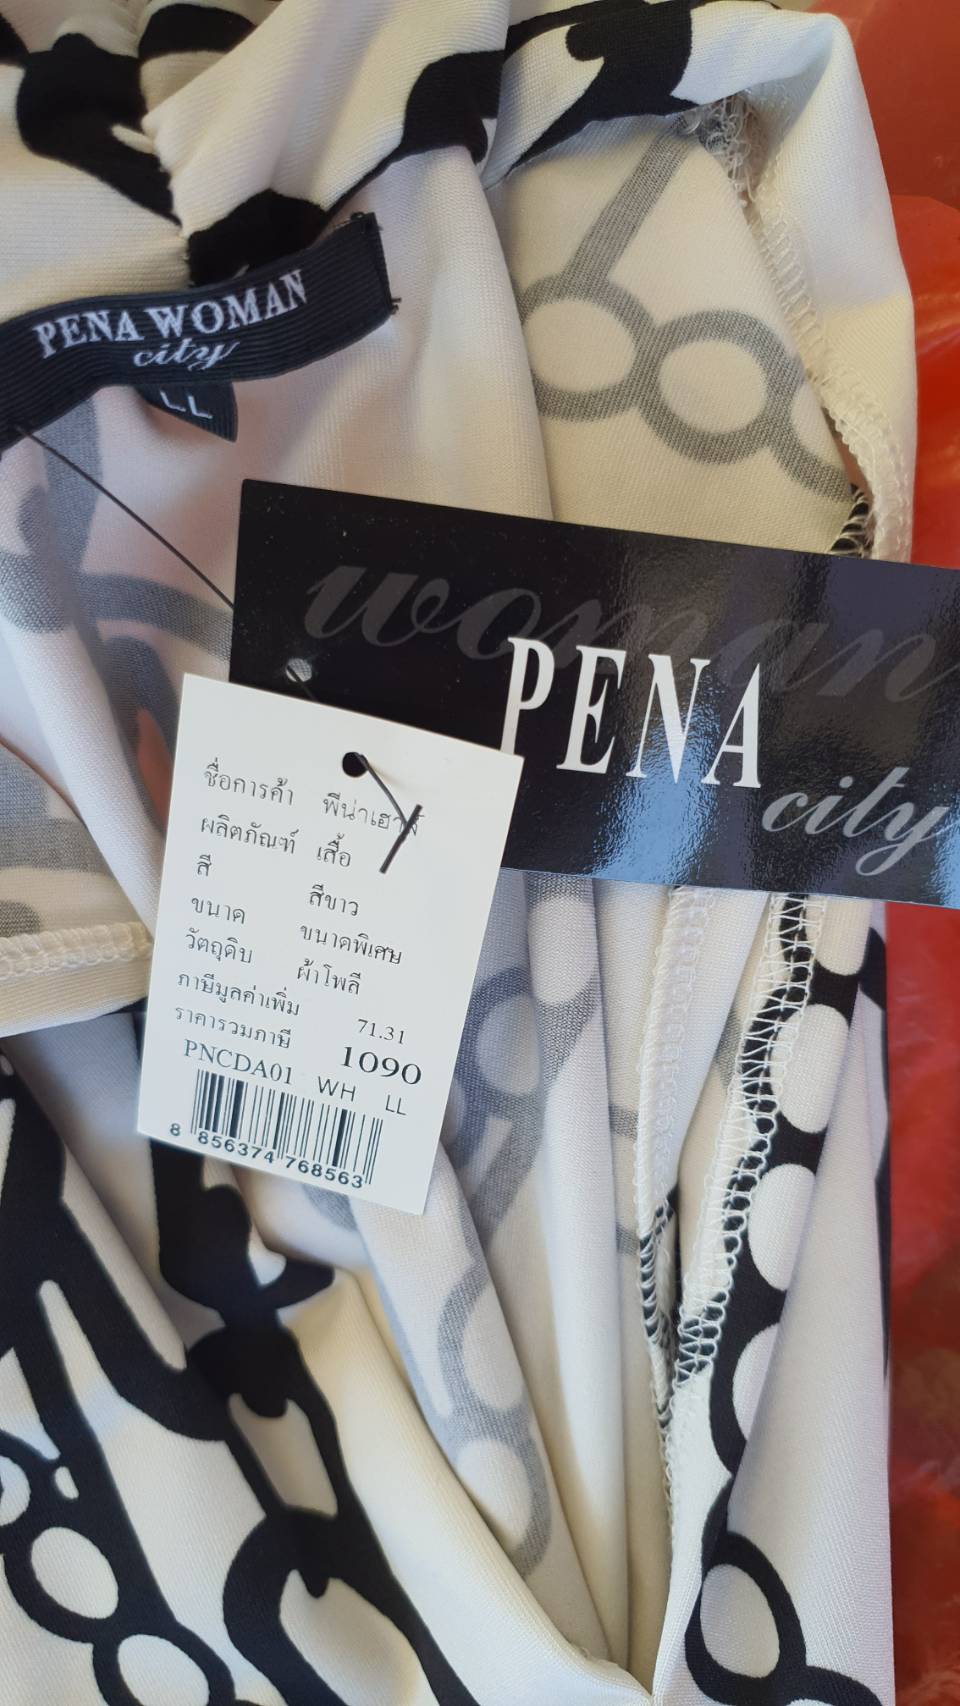 PENA WOMAN
city
LL
woman
PENA
city
ชื่อการค้า พีน่าเฮาส์
ผลิตภัณฑ์ เสื้อ
สี สีขาว
ขนาด ขนาดพิเศษ
วัตถุดิบ ผ้าโพลี
ภาษีมูลค่าเพิ่ม 71.31
ราคารวมภาษี 1090
PNCDA01 WH LL
8 856374 768563